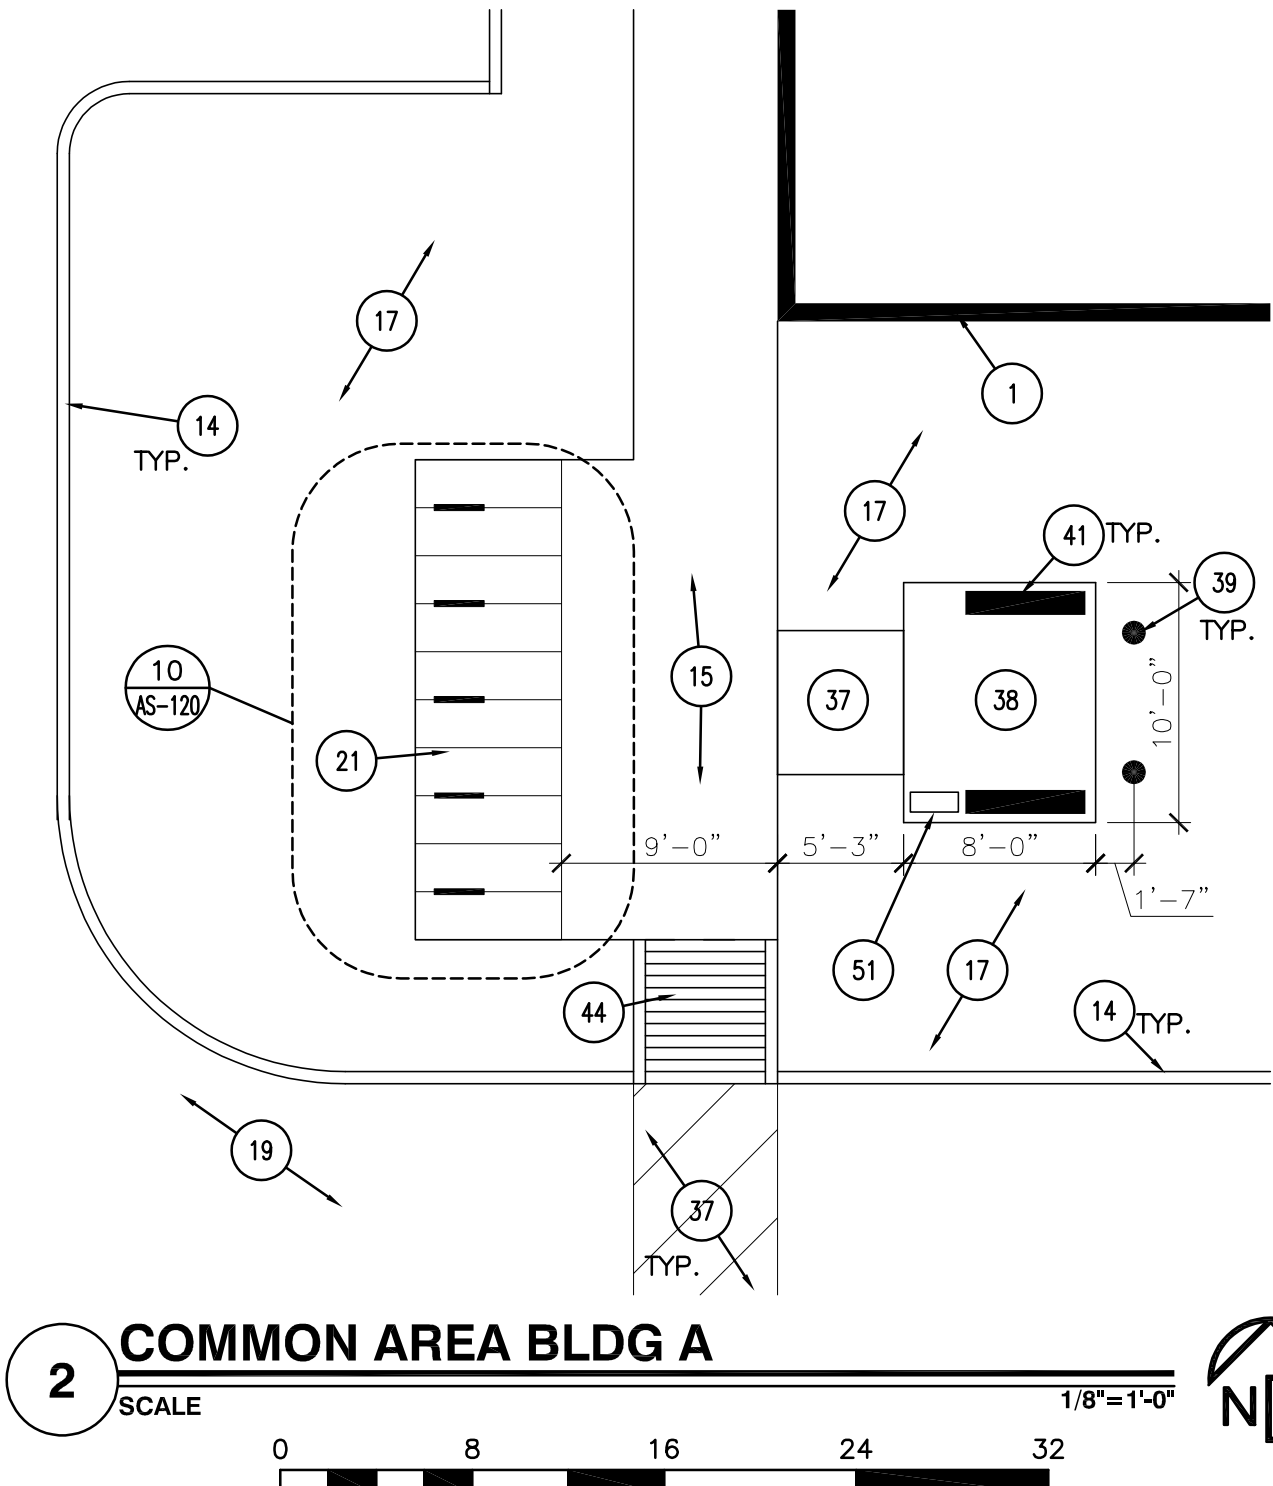 17
1
14
TYP.
17
41 TYP.
39
TYP.
10
AS-120
15
37
38
10'-0"
21
9'-0"
5'-3"
8'-0"
1'-7"
51
17
44
14
TYP.
19
37
TYP.
2
COMMON AREA BLDG A
SCALE
1/8"=1'-0"
N
0 8 16 24 32